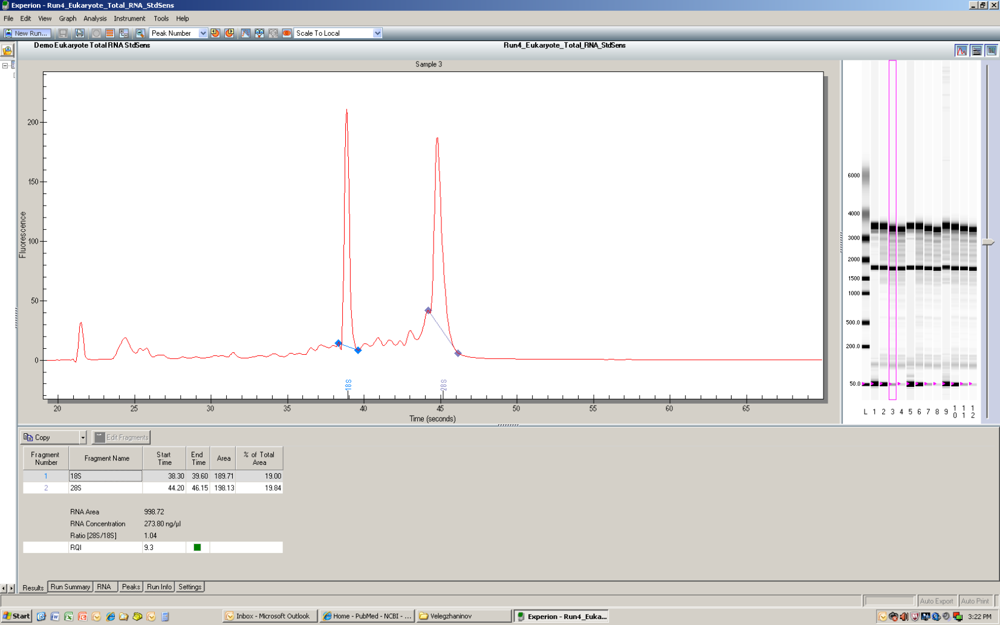 Experion - Run4_Eukaryote_Total_RNA_StdSens
File Edit View Graph Analysis Instrument Tools Help
New Run... Peak Number Scale To Local
Demo Eukaryote Total RNA StdSens Run4_Eukaryote_Total_RNA_StdSens
Sample 3
Fluorescence
200
150
100
50
0
18S 28S
20 25 30 35 40 45 50 55 60 65
Time (seconds)
6000
4000
3000
2000
1500
1000
500.0
200.0
50.0
L 1 2 3 4 5 6 7 8 9 10 11 12
Copy Edit Fragments
Fragment Number Fragment Name Start Time End Time Area % of Total Area
1 18S 38.30 39.60 189.71 19.00
2 28S 44.20 46.15 198.13 19.84
RNA Area 998.72
RNA Concentration 273.80 ng/µl
Ratio [28S/18S] 1.04
RQI 9.3
Results Run Summary RNA Peaks Run Info Settings
Auto Export Auto Print
Start Inbox - Microsoft Outlook Home - PubMed - NCBI - ... Velegzhaninov Experion - Run4_Euka... 3:22 PM